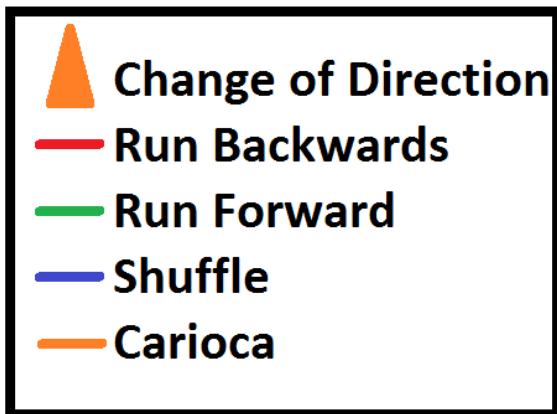 Change of Direction
Run Backwards
Run Forward
Shuffle
Carioca